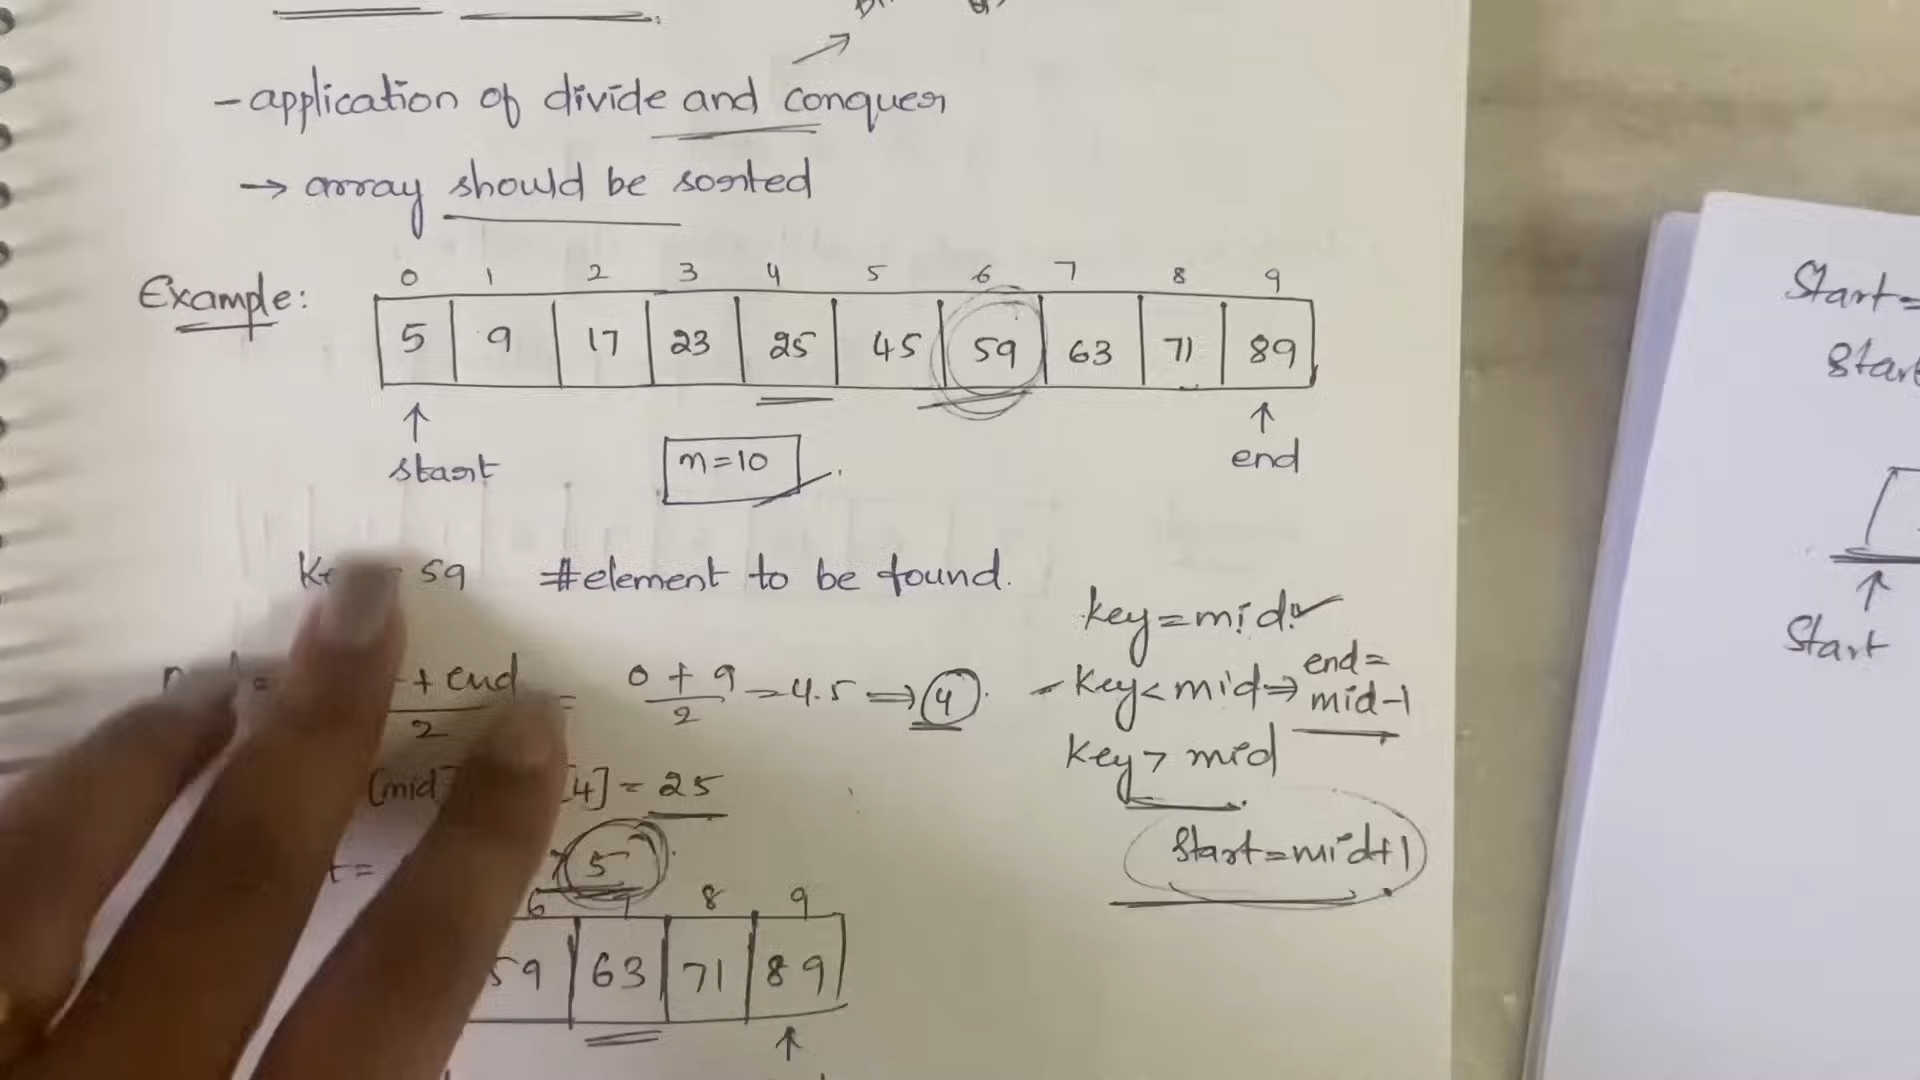 - application of divide and conquer
→ array should be sorted
Example:
0 1 2 3 4 5 6 7 8 9
5 9 17 23 25 45 59 63 71 89
↑ ↑
start n=10 end
59 #element to be found.
key=mid ✓
+ end / 2 = 0 + 9 / 2 = 4.5 ⇒ 4
- key < mid ⇒ end = mid-1
key > mid
[mid] [4] = 25
start=mid+1
5
6 7 8 9
59 63 71 89
↑
Start=
Start
↑
Start